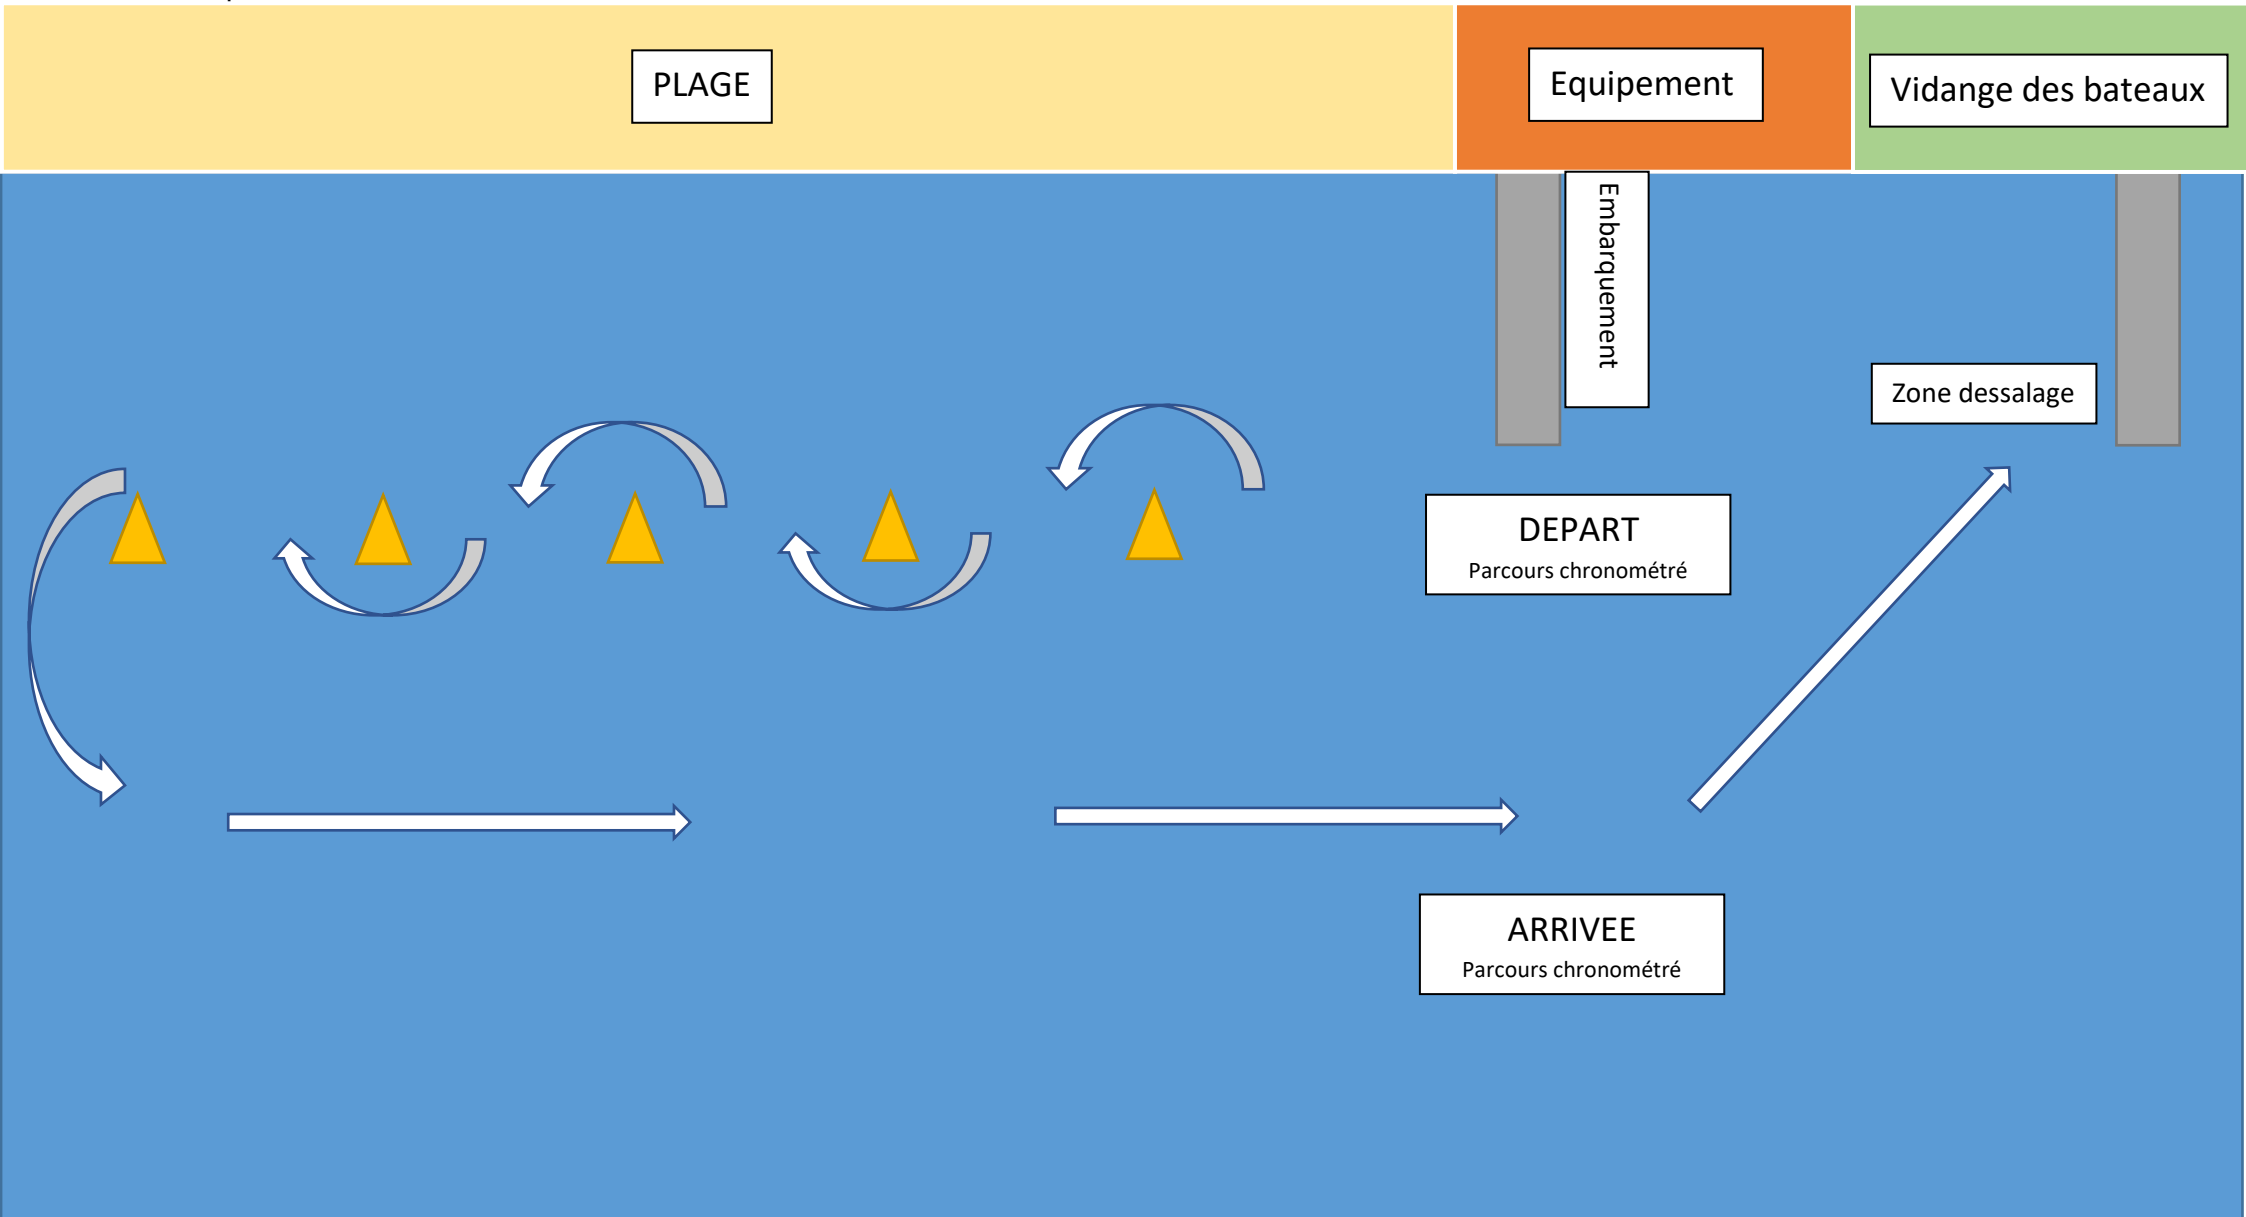 PLAGE
Equipement
Vidange des bateaux
Embarquement
Zone dessalage
DEPART
Parcours chronométré
ARRIVEE
Parcours chronométré